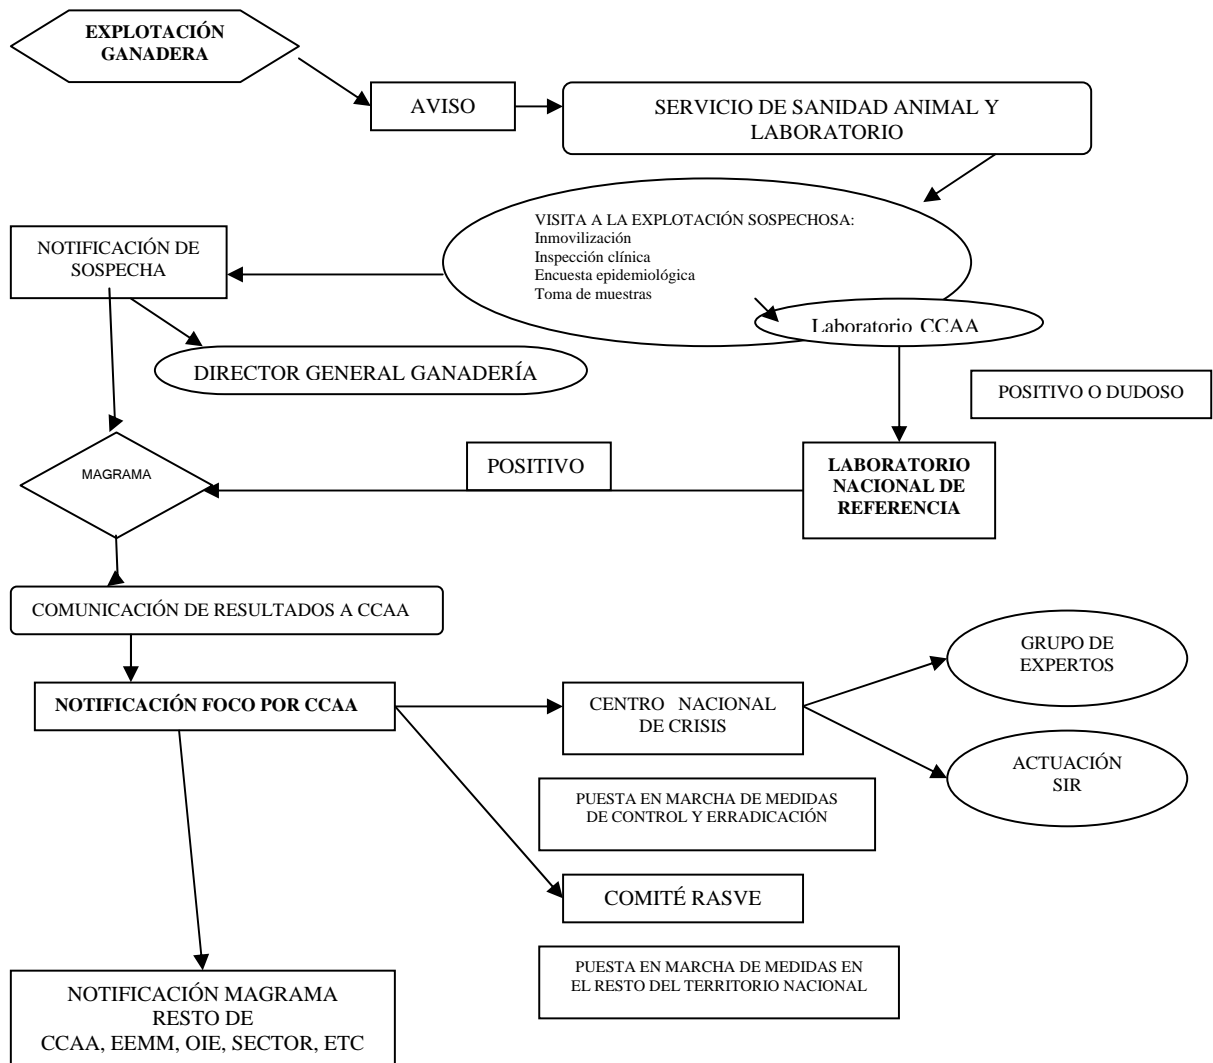 EXPLOTACIÓN
GANADERA
AVISO
SERVICIO DE SANIDAD ANIMAL Y
LABORATORIO
VISITA A LA EXPLOTACIÓN SOSPECHOSA:
Inmovilización
Inspección clínica
Encuesta epidemiológica
Toma de muestras
NOTIFICACIÓN DE
SOSPECHA
Laboratorio CCAA
DIRECTOR GENERAL GANADERÍA
POSITIVO O DUDOSO
MAGRAMA
POSITIVO
LABORATORIO
NACIONAL DE
REFERENCIA
COMUNICACIÓN DE RESULTADOS A CCAA
GRUPO DE
EXPERTOS
NOTIFICACIÓN FOCO POR CCAA
CENTRO NACIONAL
DE CRISIS
ACTUACIÓN
SIR
PUESTA EN MARCHA DE MEDIDAS
DE CONTROL Y ERRADICACIÓN
COMITÉ RASVE
PUESTA EN MARCHA DE MEDIDAS EN
EL RESTO DEL TERRITORIO NACIONAL
NOTIFICACIÓN MAGRAMA
RESTO DE
CCAA, EEMM, OIE, SECTOR, ETC